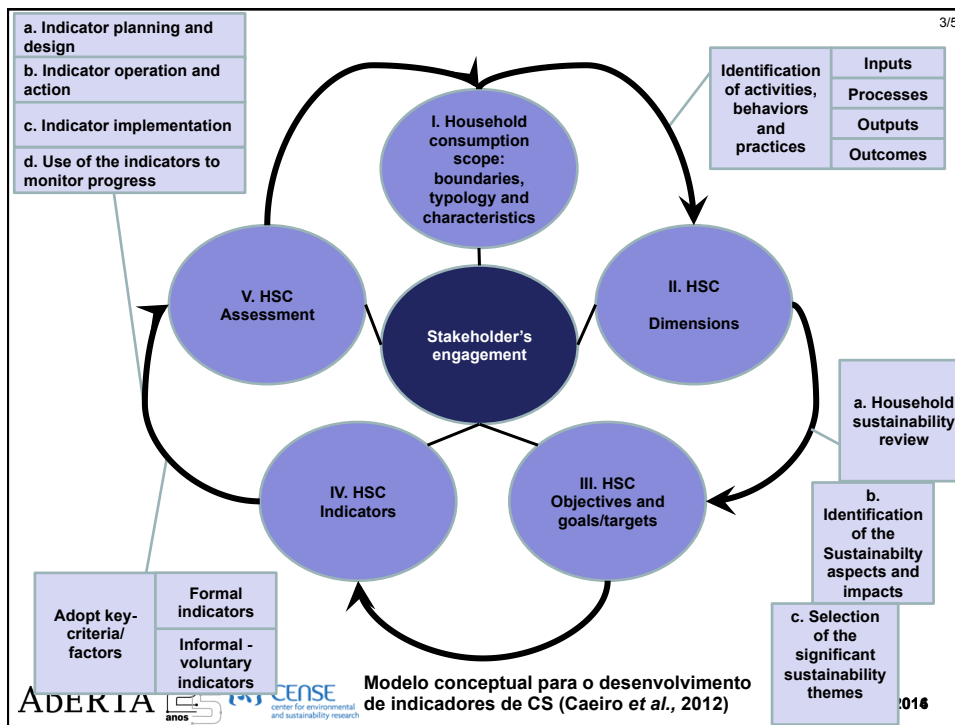 3/5
a. Indicator planning and
design
b. Indicator operation and
action
c. Indicator implementation
d. Use of the indicators to
monitor progress
Identification
of activities,
behaviors
and
practices
Inputs
Processes
Outputs
Outcomes
I. Household
consumption
scope:
boundaries,
typology and
characteristics
II. HSC
Dimensions
V. HSC
Assessment
Stakeholder's
engagement
a. Household
sustainability
review
IV. HSC
Indicators
III. HSC
Objectives and
goals/targets
b.
Identification
of the
Sustainabilty
aspects and
impacts
Adopt key-
criteria/
factors
Formal
indicators
Informal -
voluntary
indicators
c. Selection
of the
significant
sustainability
themes
ABERTA
anos
CENSE
center for environmental
and sustainability research
Modelo conceptual para o desenvolvimento
de indicadores de CS (Caeiro et al., 2012)